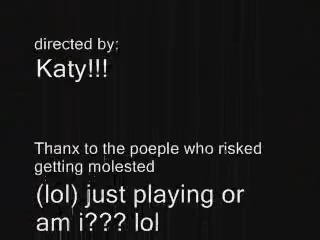 directed by:
Katy!!!
Thanx to the poeple who risked
getting molested
(lol) just playing or
am i??? lol